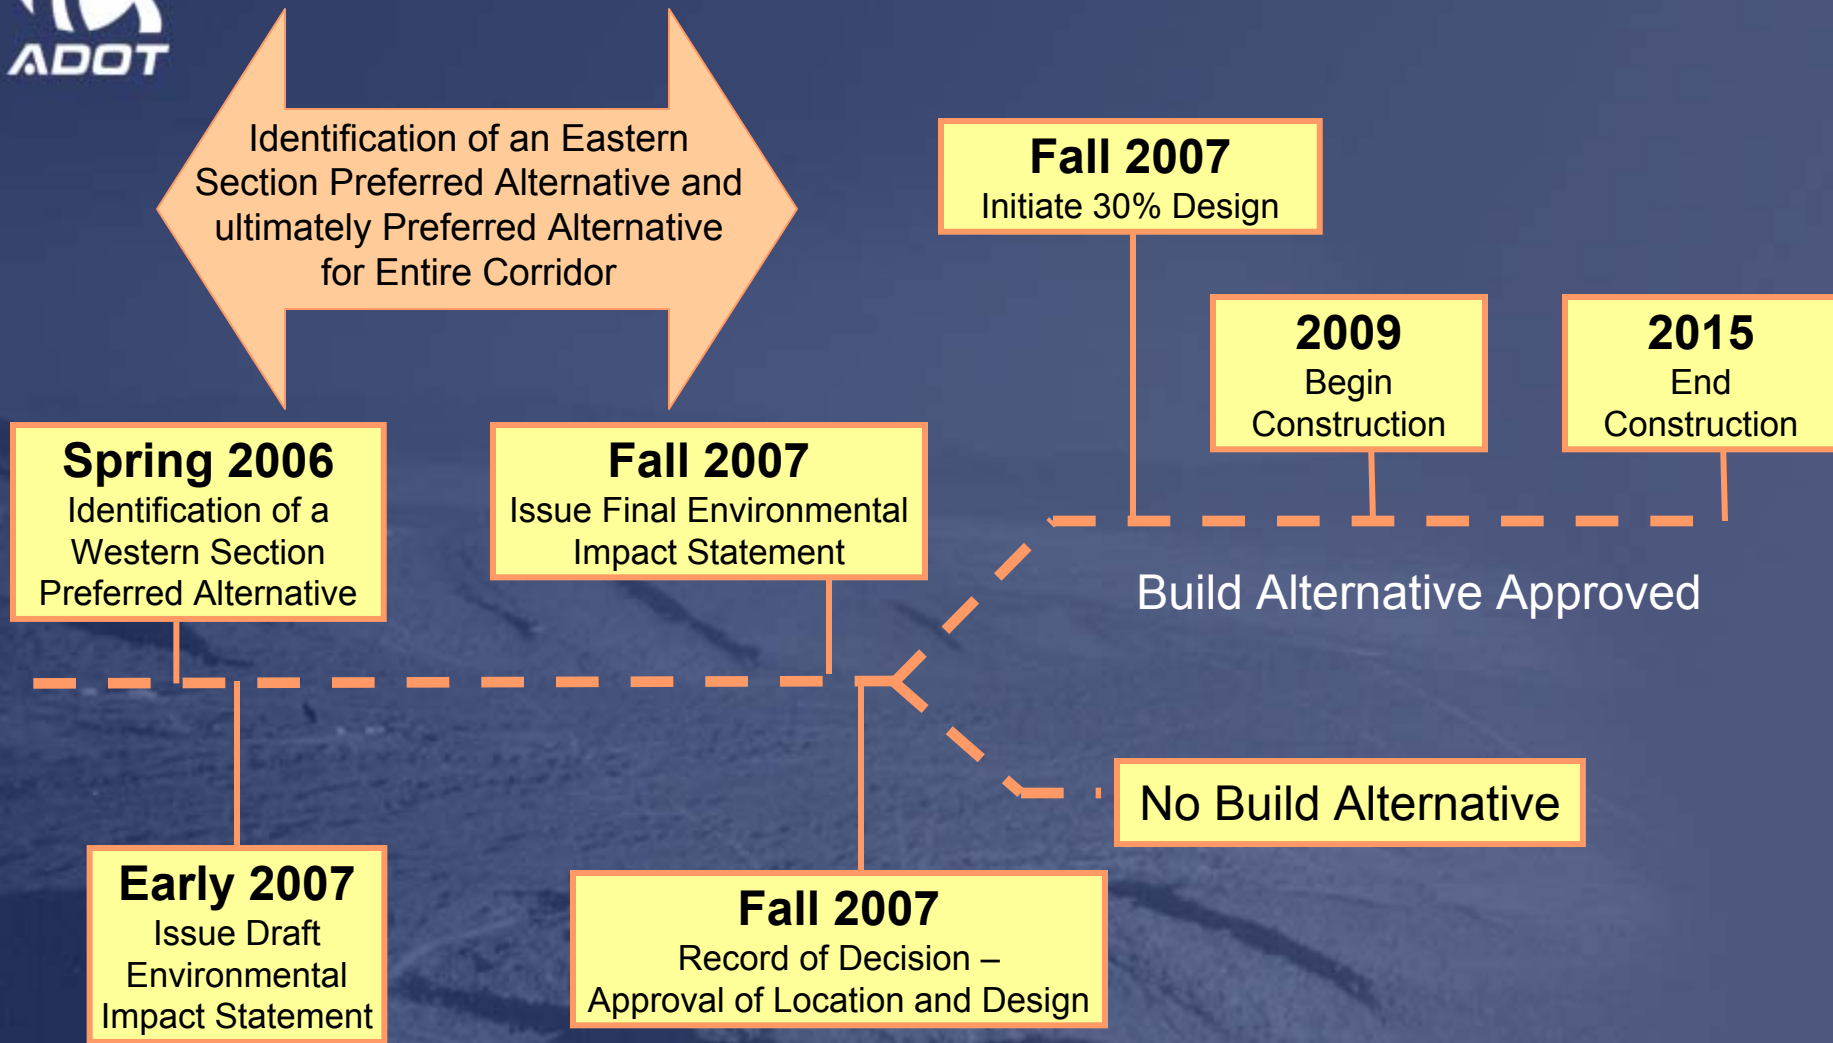 ADOT
Identification of an Eastern
Section Preferred Alternative and
ultimately Preferred Alternative
for Entire Corridor
Fall 2007
Initiate 30% Design
2009
Begin
Construction
2015
End
Construction
Spring 2006
Identification of a
Western Section
Preferred Alternative
Fall 2007
Issue Final Environmental
Impact Statement
Build Alternative Approved
No Build Alternative
Early 2007
Issue Draft
Environmental
Impact Statement
Fall 2007
Record of Decision –
Approval of Location and Design